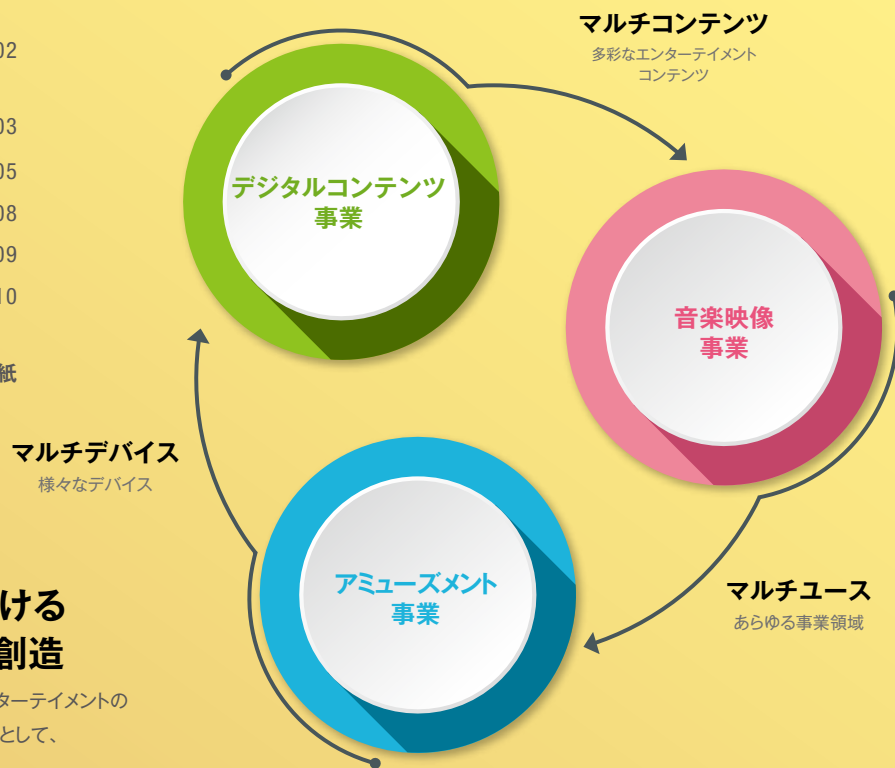 02
03
05
08
09
10
紙
マルチコンテンツ
多彩なエンターテイメント
コンテンツ
デジタルコンテンツ
事業
音楽映像
事業
マルチデバイス
様々なデバイス
アミューズメント
事業
マルチユース
あらゆる事業領域
ける
創造
ターテイメントの
として、